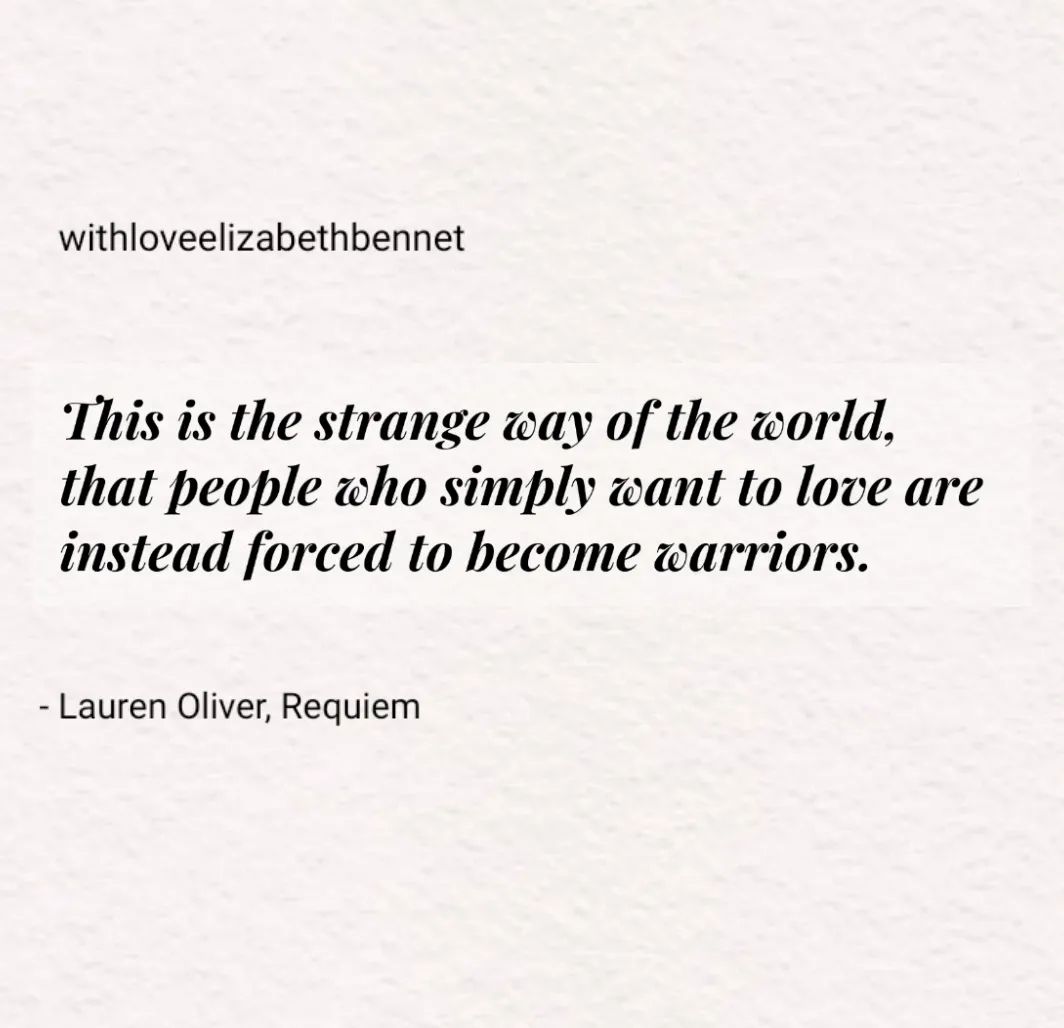 withloveelizabethbennet
This is the strange way of the world,
that people who simply want to love are
instead forced to become warriors.
- Lauren Oliver, Requiem